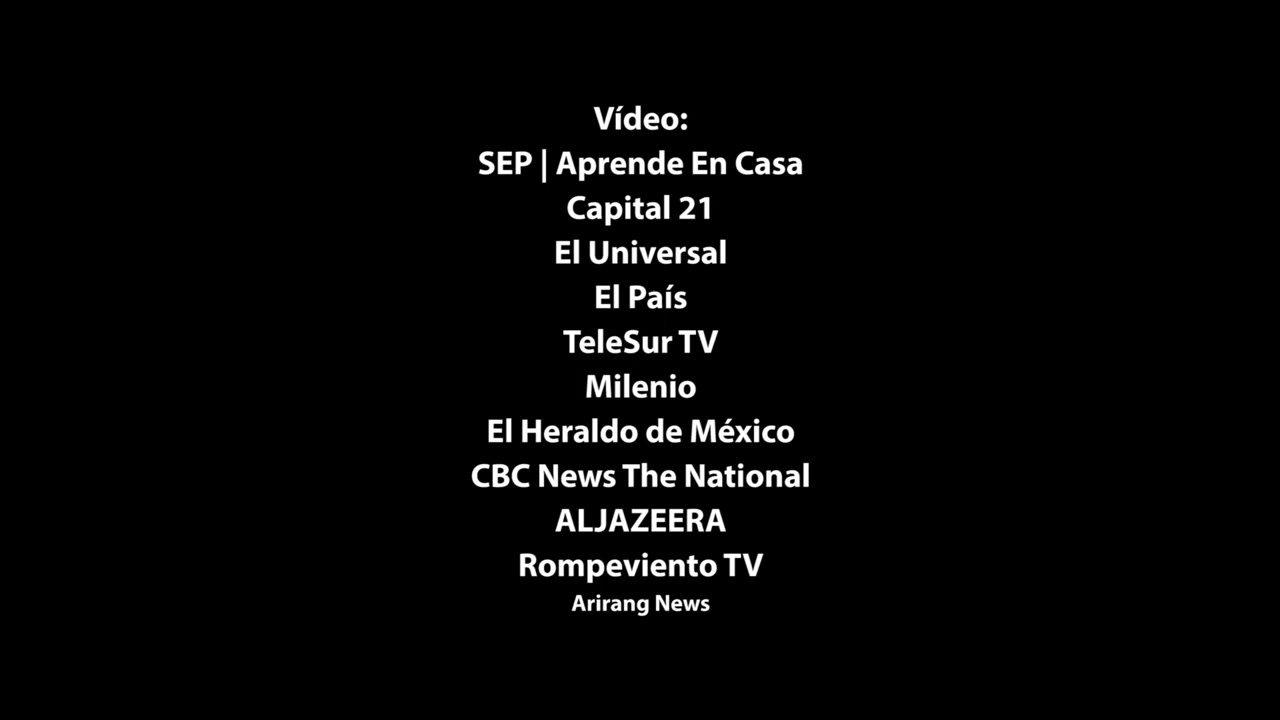 Vídeo:
SEP | Aprende En Casa
Capital 21
El Universal
El País
TeleSur TV
Milenio
El Heraldo de México
CBC News The National
ALJAZEERA
Rompeviento TV
Arirang News